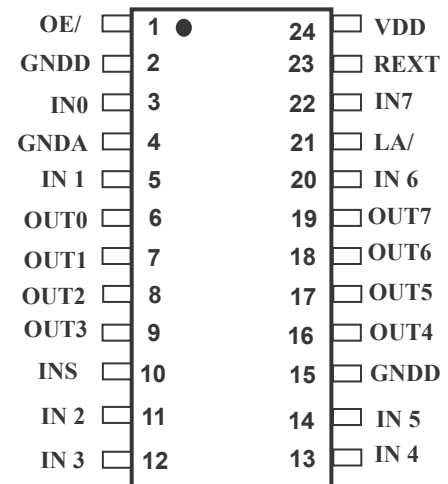 OE/ 1 24 VDD
GNDD 2 23 REXT
IN0 3 22 IN7
GNDA 4 21 LA/
IN 1 5 20 IN 6
OUT0 6 19 OUT7
OUT1 7 18 OUT6
OUT2 8 17 OUT5
OUT3 9 16 OUT4
INS 10 15 GNDD
IN 2 11 14 IN 5
IN 3 12 13 IN 4